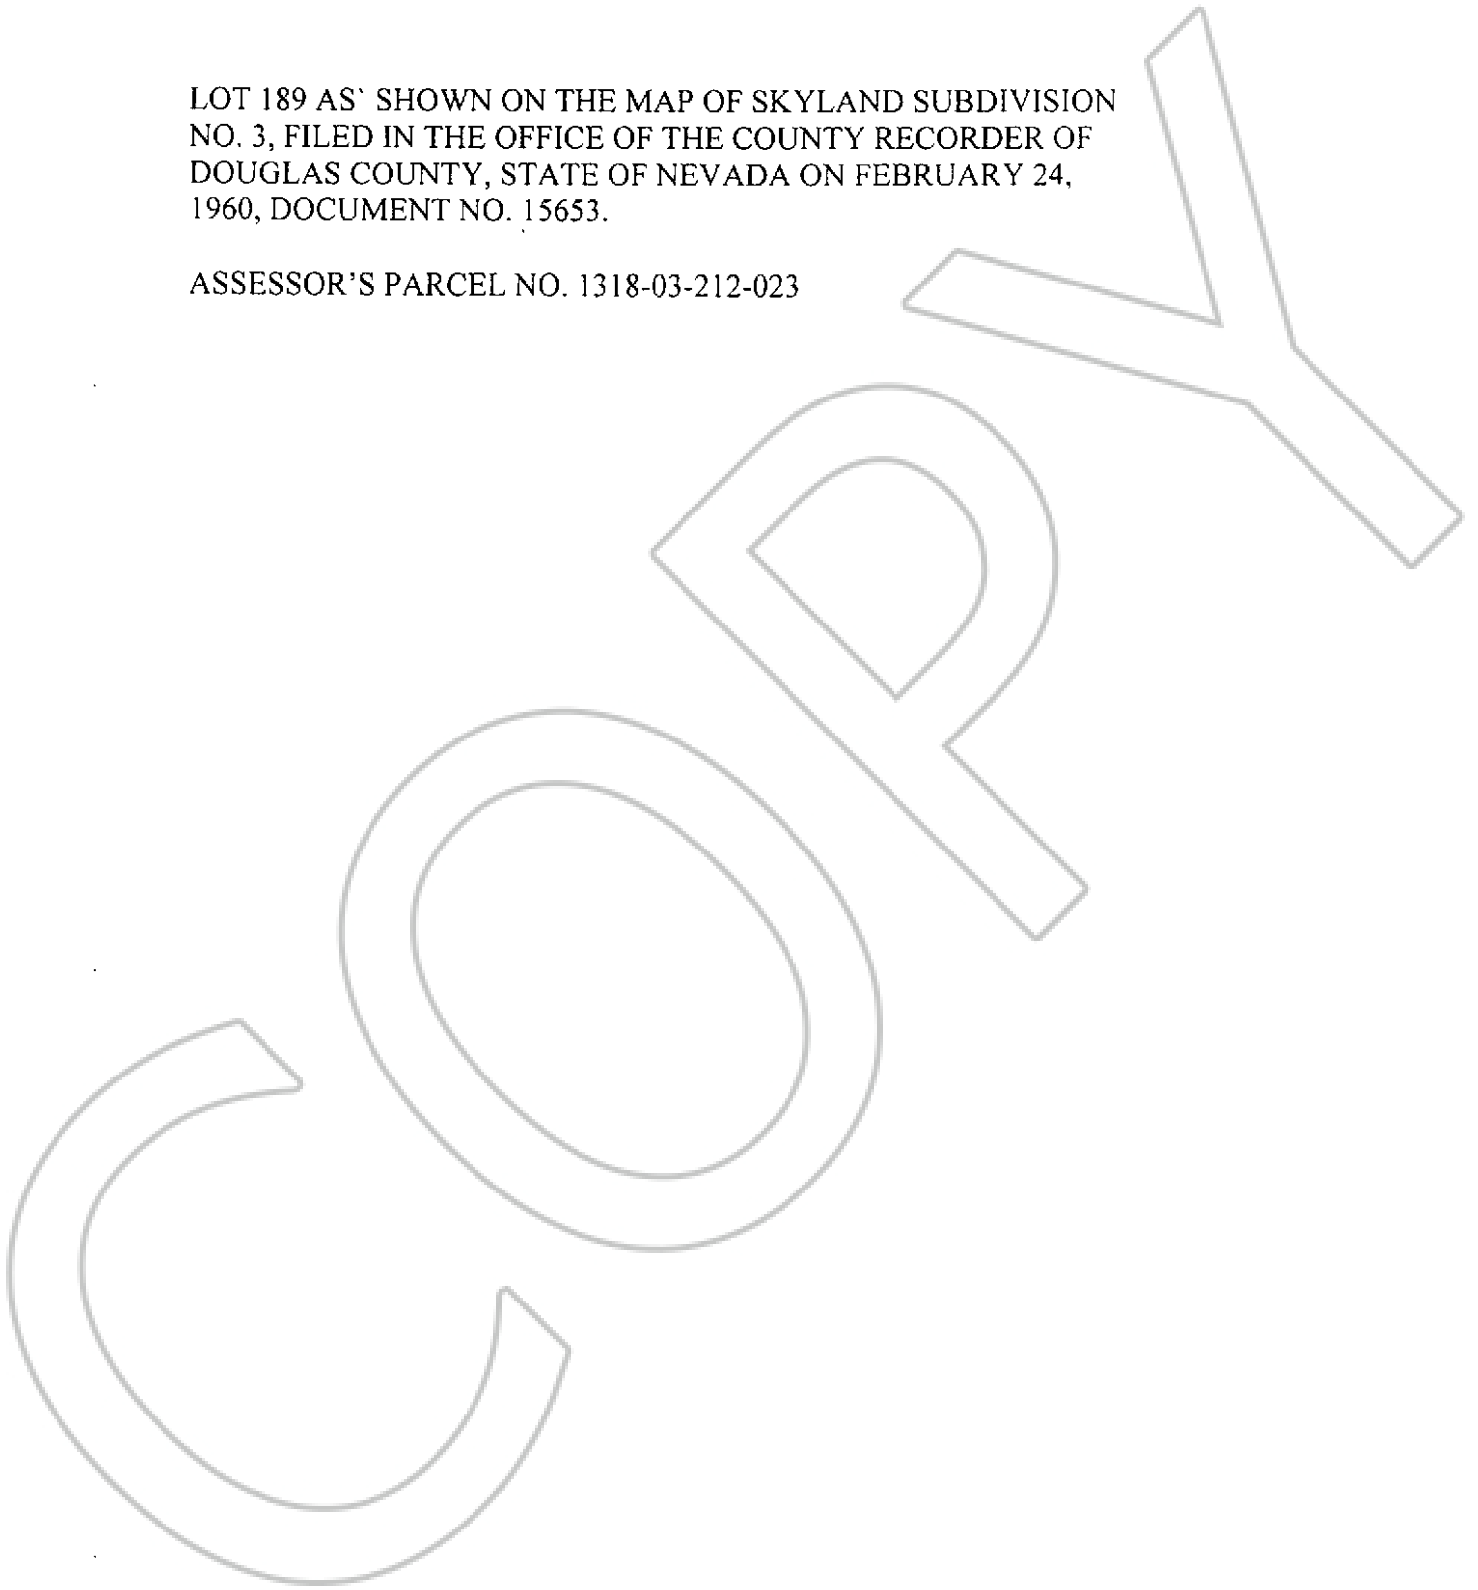 LOT 189 AS` SHOWN ON THE MAP OF SKYLAND SUBDIVISION
NO. 3, FILED IN THE OFFICE OF THE COUNTY RECORDER OF
DOUGLAS COUNTY, STATE OF NEVADA ON FEBRUARY 24,
1960, DOCUMENT NO. 15653.
ASSESSOR'S PARCEL NO. 1318-03-212-023
COPY